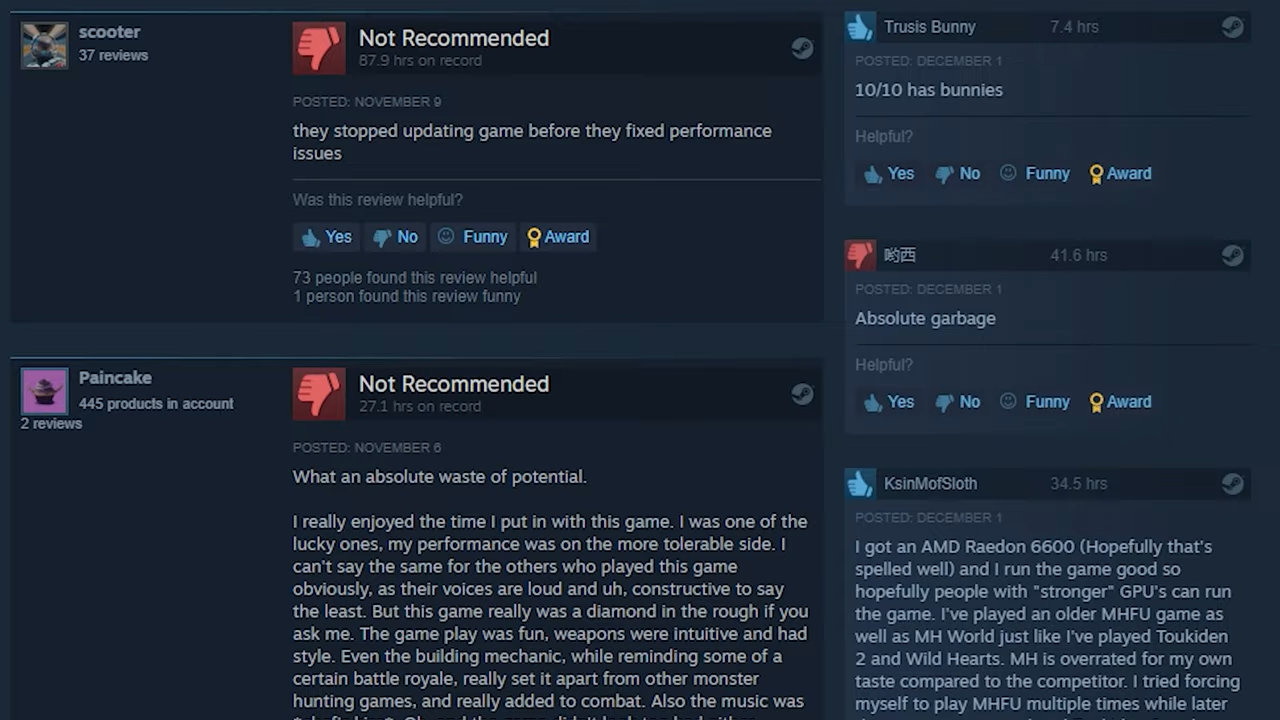 scooter
37 reviews
Not Recommended
87.9 hrs on record
POSTED: NOVEMBER 9
they stopped updating game before they fixed performance
issues
Was this review helpful?
Yes No Funny Award
73 people found this review helpful
1 person found this review funny
Paincake
445 products in account
2 reviews
Not Recommended
27.1 hrs on record
POSTED: NOVEMBER 6
What an absolute waste of potential.
I really enjoyed the time I put in with this game. I was one of the
lucky ones, my performance was on the more tolerable side. I
can't say the same for the others who played this game
obviously, as their voices are loud and uh, constructive to say
the least. But this game really was a diamond in the rough if you
ask me. The game play was fun, weapons were intuitive and had
style. Even the building mechanic, while reminding some of a
certain battle royale, really set it apart from other monster
hunting games, and really added to combat. Also the music was
Trusis Bunny 7.4 hrs
POSTED: DECEMBER 1
10/10 has bunnies
Helpful?
Yes No Funny Award
哟西 41.6 hrs
POSTED: DECEMBER 1
Absolute garbage
Helpful?
Yes No Funny Award
KsinMofSloth 34.5 hrs
POSTED: DECEMBER 1
I got an AMD Raedon 6600 (Hopefully that's
spelled well) and I run the game good so
hopefully people with "stronger" GPU's can run
the game. I've played an older MHFU game as
well as MH World just like I've played Toukiden
2 and Wild Hearts. MH is overrated for my own
taste compared to the competitor. I tried forcing
myself to play MHFU multiple times while later